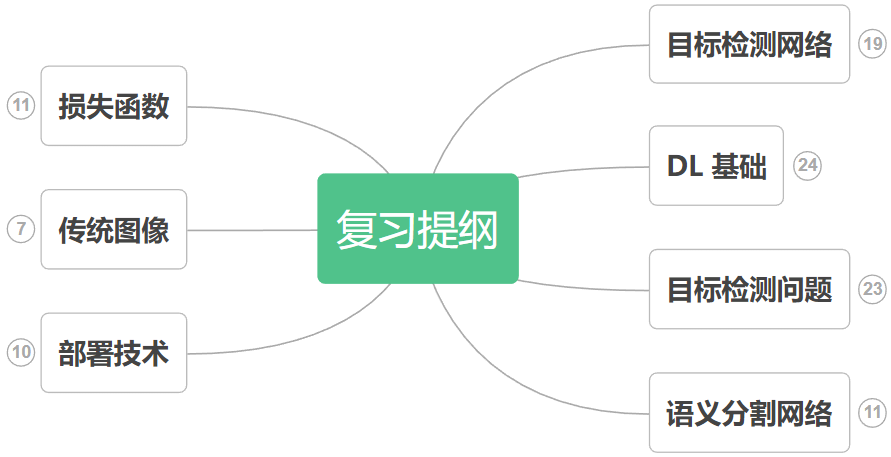 复习提纲
目标检测网络
19
DL 基础
24
目标检测问题
23
语义分割网络
11
损失函数
11
传统图像
7
部署技术
10